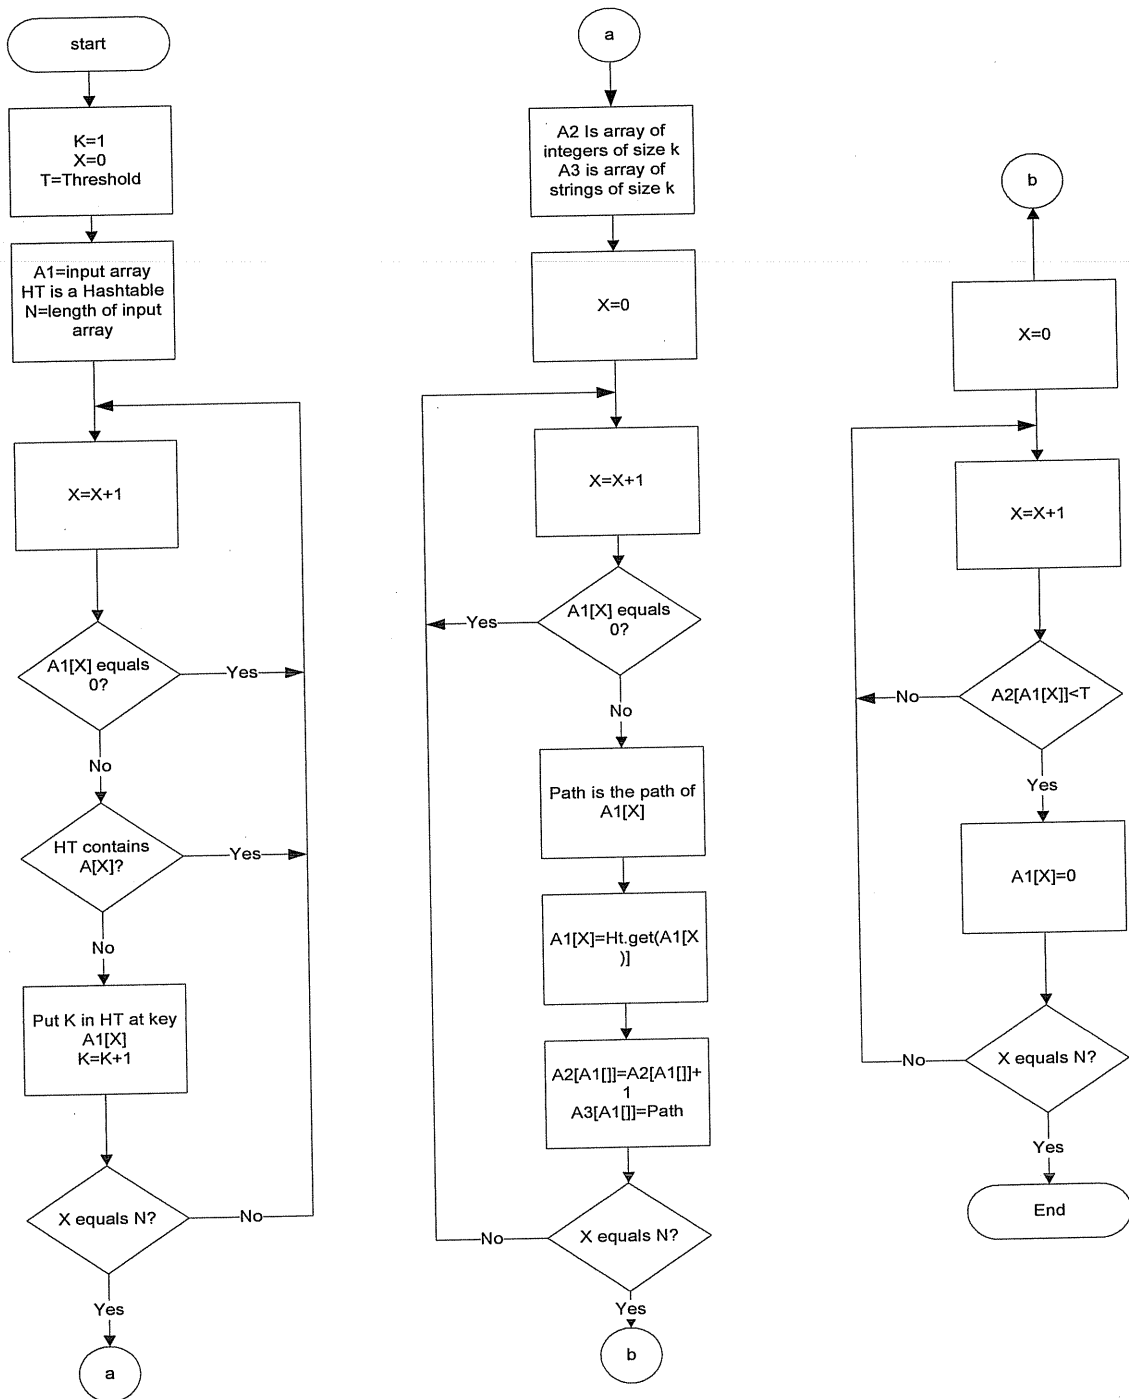 start
K=1
X=0
T=Threshold
A1=input array
HT is a Hashtable
N=length of input
array
X=X+1
A1[X] equals
0?
Yes
No
HT contains
A[X]?
Yes
No
Put K in HT at key
A1[X]
K=K+1
X equals N?
No
Yes
a
a
A2 Is array of
integers of size k
A3 is array of
strings of size k
X=0
X=X+1
A1[X] equals
0?
Yes
No
Path is the path of
A1[X]
A1[X]=Ht.get(A1[X
)]
A2[A1[]]=A2[A1[]]+
1
A3[A1[]]=Path
X equals N?
No
Yes
b
b
X=0
X=X+1
A2[A1[X]]<T
No
Yes
A1[X]=0
X equals N?
No
Yes
End